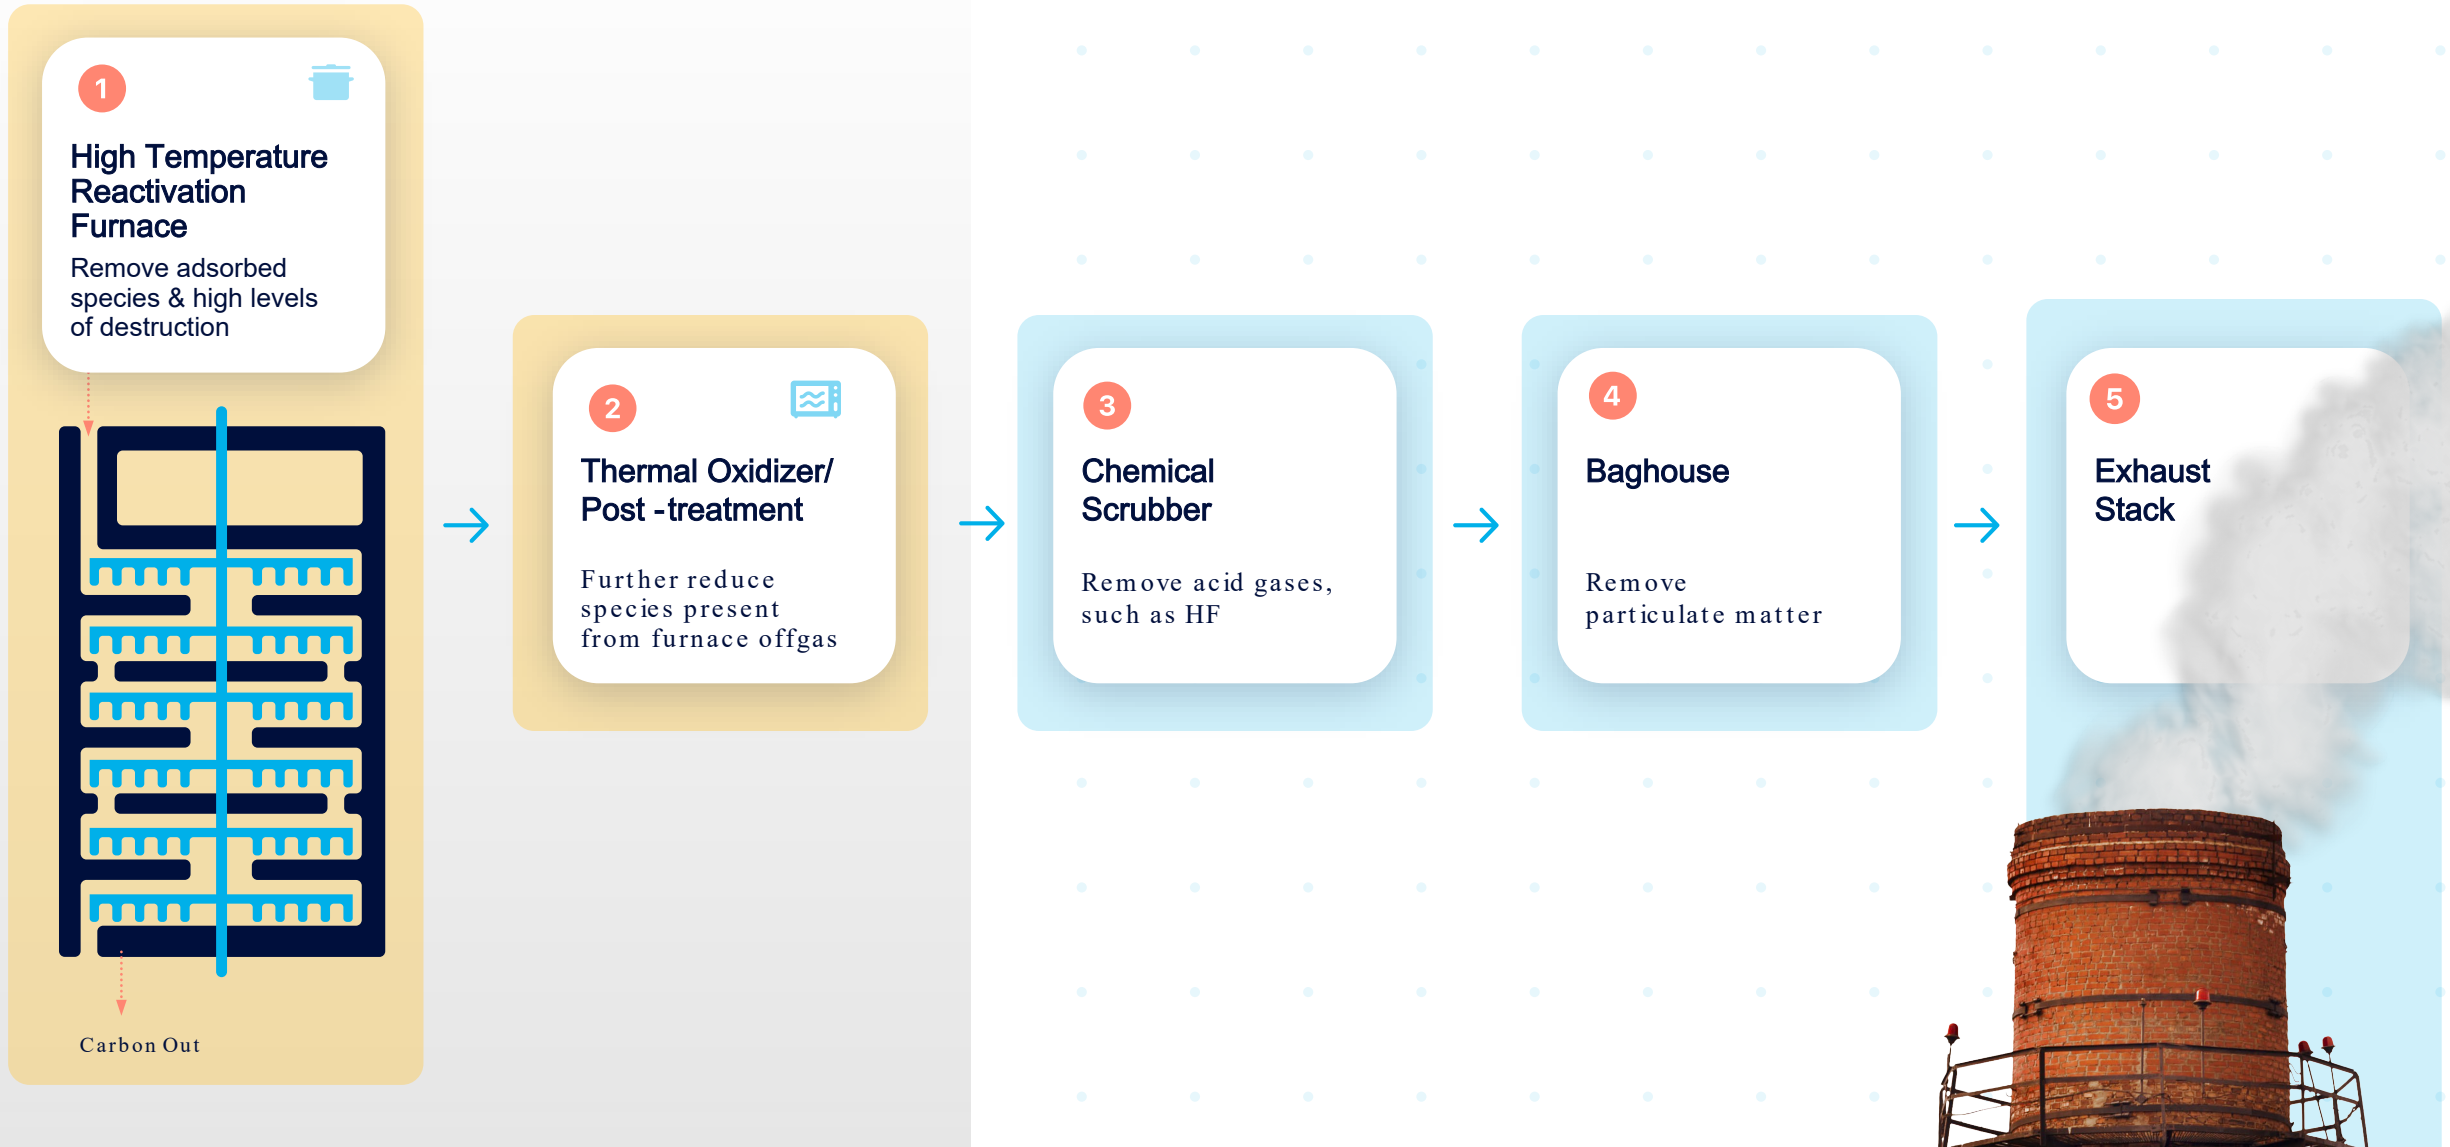 1
High Temperature
Reactivation
Furnace
Remove adsorbed
species & high levels
of destruction
Carbon Out
2
Thermal Oxidizer/
Post -treatment
Further reduce
species present
from furnace offgas
3
Chemical
Scrubber
Remove acid gases,
such as HF
4
Baghouse
Remove
particulate matter
5
Exhaust
Stack